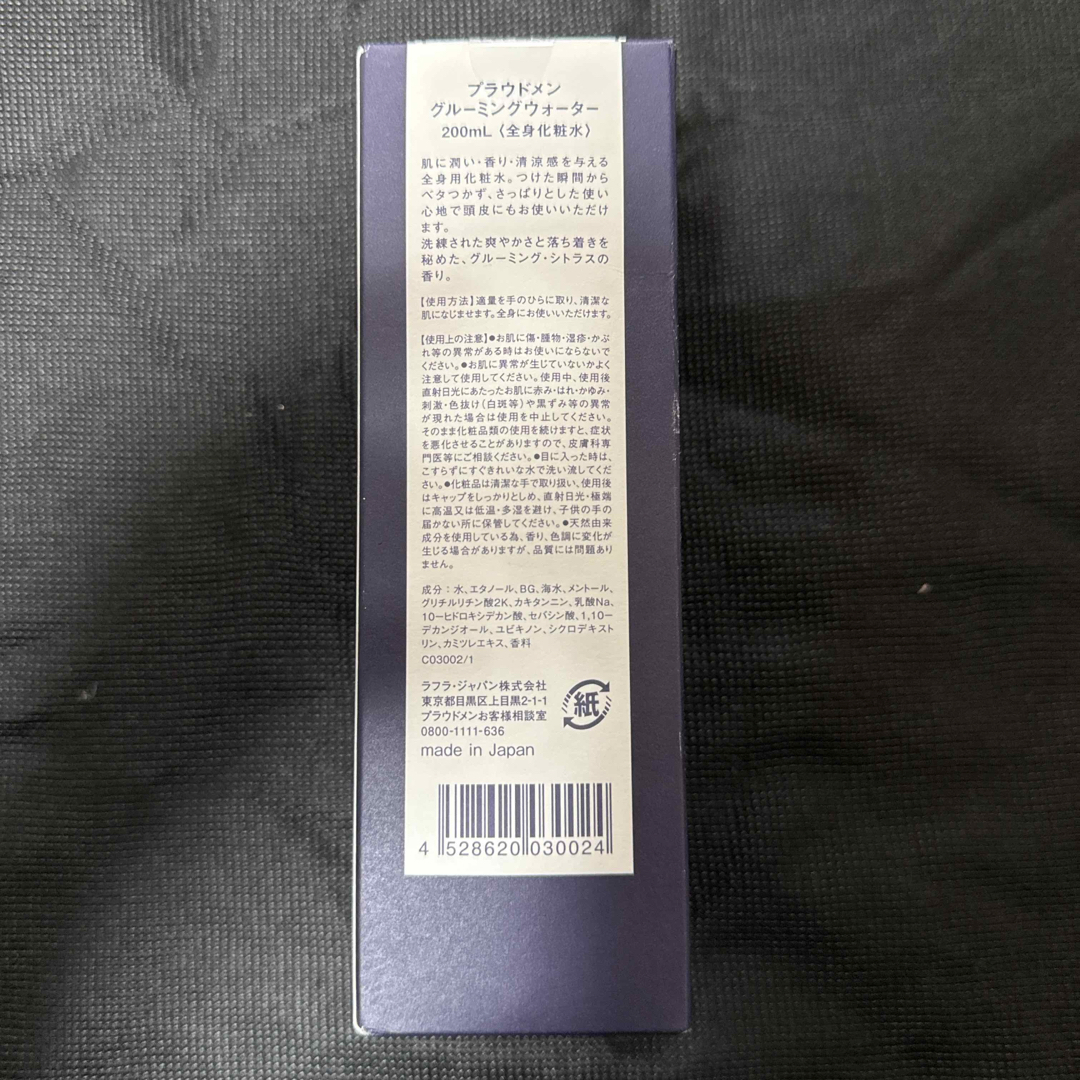 プラウドメン
グルーミングウォーター
200mL〈全身化粧水〉
肌に潤い・香り・清涼感を与える
全身用化粧水。つけた瞬間から
ベタつかず、さっぱりとした使い
心地で頭皮にもお使いいただけ
ます。
洗練された爽やかさと落ち着きを
秘めた、グルーミング・シトラスの
香り。
【使用方法】適量を手のひらに取り、清潔な
肌になじませます。全身にお使いいただけます。
【使用上の注意】●お肌に傷・腫物・湿疹・かぶ
れ等の異常がある時はお使いにならないで
ください。●お肌に異常が生じていないかよく
注意して使用してください。使用中、使用後
直射日光にあたったお肌に赤み・はれ・かゆみ・
刺激・色抜け(白斑等)や黒ずみ等の異常
が現れた場合は使用を中止してください。
そのまま化粧品類の使用を続けますと、症状
を悪化させることがありますので、皮膚科専
門医等にご相談ください。●目に入った時は、
こすらずにすぐきれいな水で洗い流してくだ
さい。●化粧品は清潔な手で取り扱い、使用後
はキャップをしっかりとしめ、直射日光・極端
に高温又は低温・多湿を避け、子供の手の
届かない所に保管してください。●天然由来
成分を使用している為、香り、色調に変化が
生じる場合がありますが、品質には問題あり
ません。
成分：水、エタノール、BG、海水、メントール、
グリチルリチン酸2K、カキタンニン、乳酸Na、
10ーヒドロキシデカン酸、セバシン酸、1,10ー
デカンジオール、ユビキノン、シクロデキスト
リン、カミツレエキス、香料
C03002/1
ラフラ・ジャパン株式会社
東京都目黒区上目黒2-1-1
プラウドメンお客様相談室
0800-1111-636
made in Japan
紙
4 528620 030024